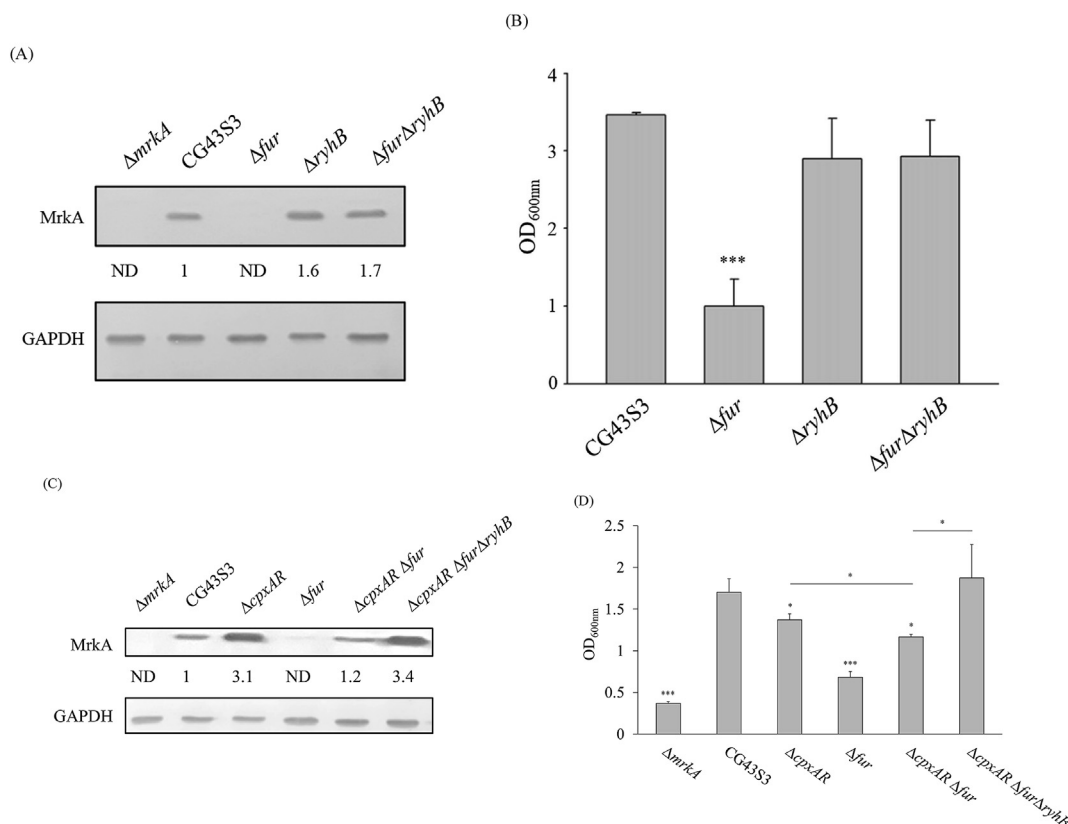 (A)
ΔmrkA CG43S3 Δfur ΔryhB ΔfurΔryhB
MrkA
ND 1 ND 1.6 1.7
GAPDH
(B)
OD600nm
4
3
2
1
0
***
CG43S3 Δfur ΔryhB ΔfurΔryhB
(C)
ΔmrkA CG43S3 ΔcpxAR Δfur ΔcpxAR Δfur ΔcpxAR ΔfurΔryhB
MrkA
ND 1 3.1 ND 1.2 3.4
GAPDH
(D)
OD600nm
2.5
2
1.5
1
0.5
0
*
*
*
*
***
***
ΔmrkA CG43S3 ΔcpxAR Δfur ΔcpxAR Δfur ΔcpxAR ΔfurΔryhB